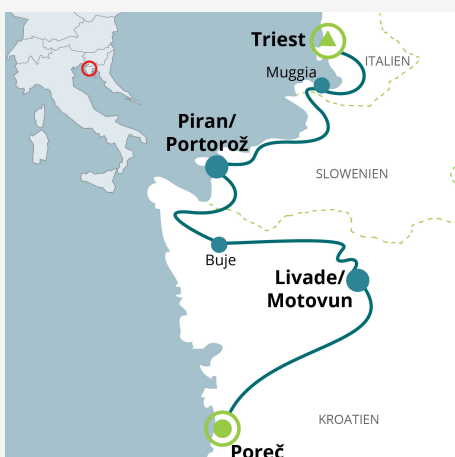 Triest
ITALIEN
Muggia
Piran/
Portorož
SLOWENIEN
Buje
Livade/
Motovun
KROATIEN
Poreč